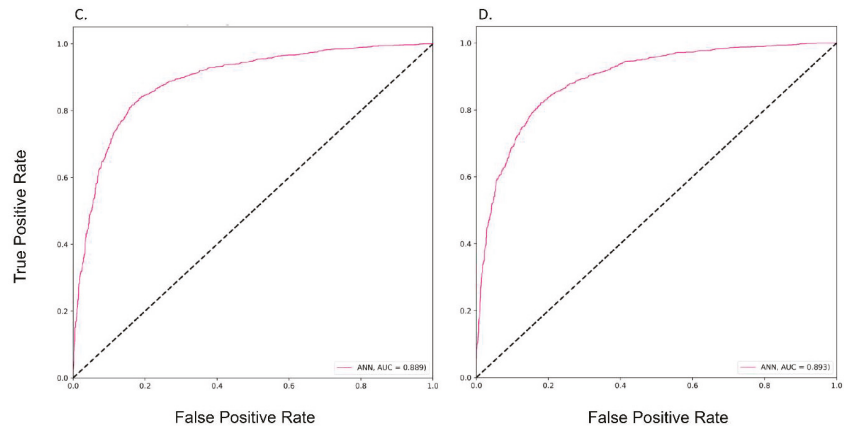 C.
D.
True Positive Rate
1.0
0.8
0.6
0.4
0.2
0.0
0.0 0.2 0.4 0.6 0.8 1.0
ANN, AUC = 0.889)
False Positive Rate
1.0
0.8
0.6
0.4
0.2
0.0
0.0 0.2 0.4 0.6 0.8 1.0
ANN, AUC = 0.893)
False Positive Rate